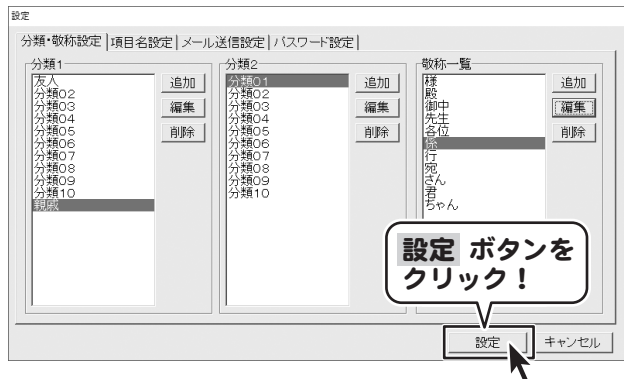 設定
分類・敬称設定 項目名設定 メール送信設定 パスワード設定
分類1
友人
分類02
分類03
分類04
分類05
分類06
分類07
分類08
分類09
分類10
親戚
追加
編集
削除
分類2
分類01
分類02
分類03
分類04
分類05
分類06
分類07
分類08
分類09
分類10
追加
編集
削除
敬称一覧
様
殿
御中
先生
各位
係
行
宛
さん
君
ちゃん
追加
編集
削除
設定 ボタンを
クリック！
設定
キャンセル